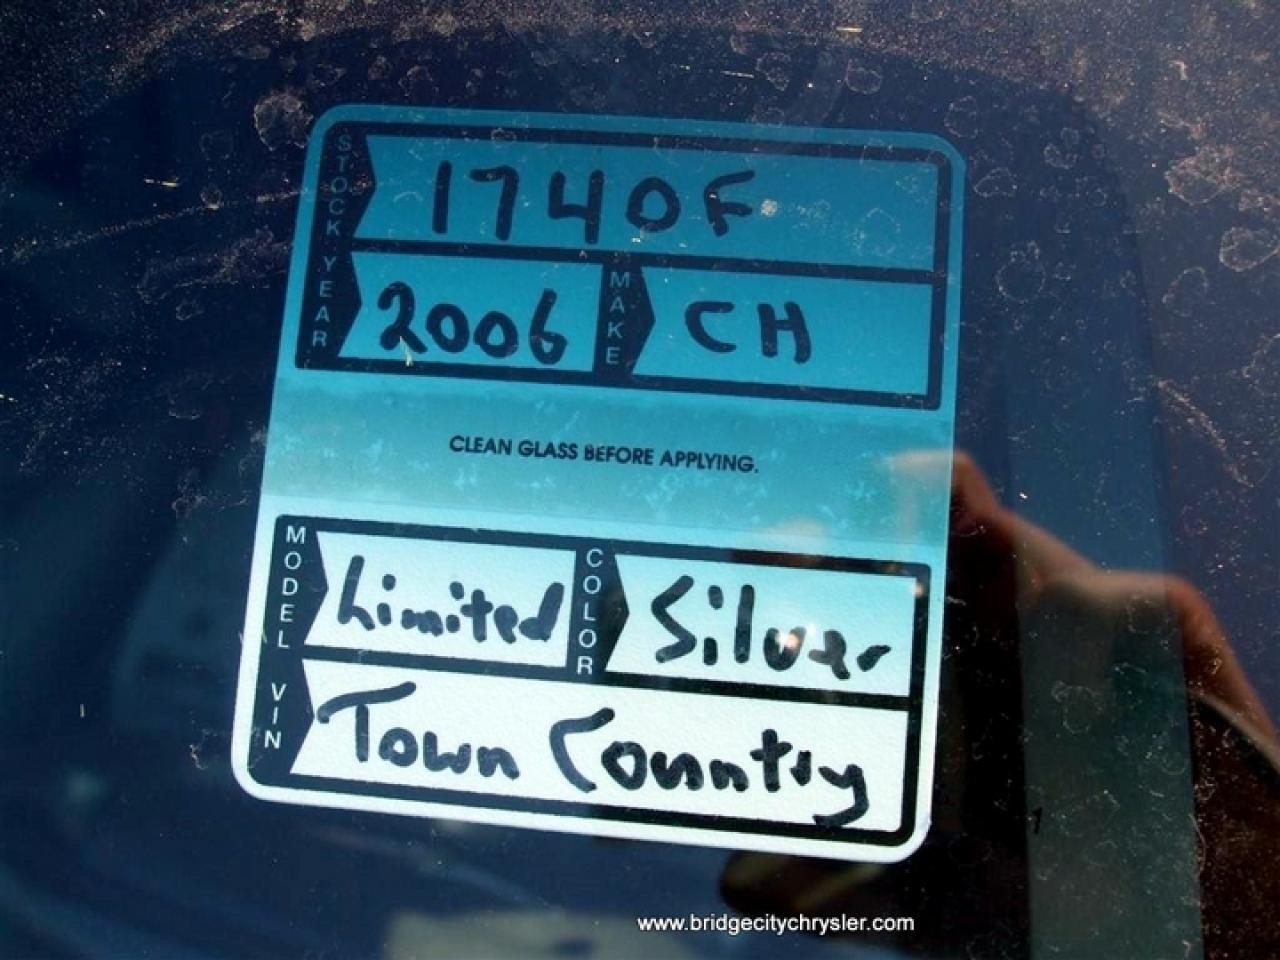 STOCK 1740F
YEAR 2006 MAKE CH
CLEAN GLASS BEFORE APPLYING.
MODEL Limited COLOR Silver
VIN Town Country
www.bridgecitychrysler.com